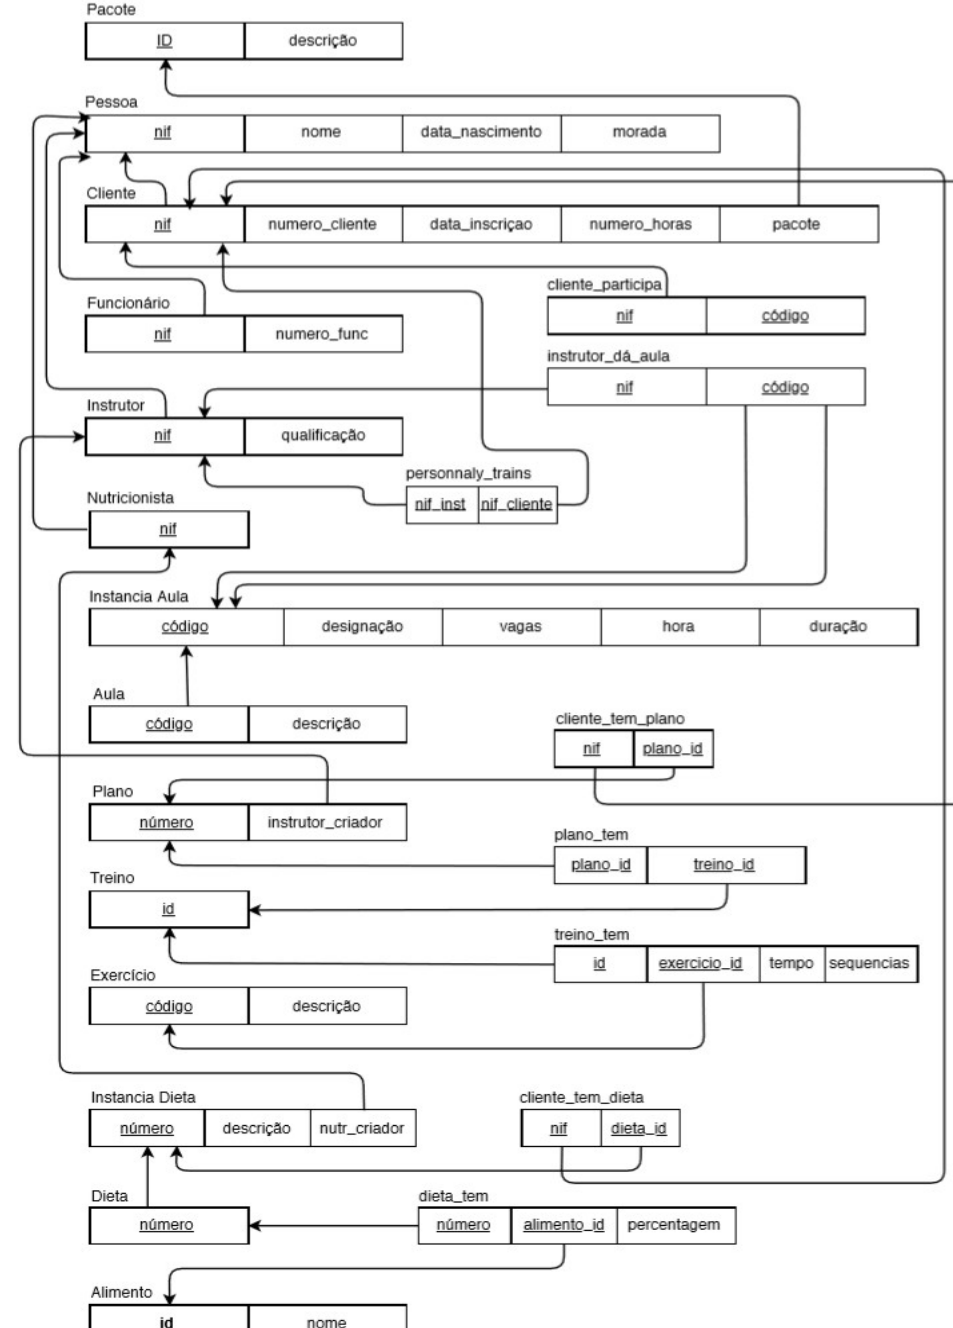 Pacote
ID descrição
Pessoa
nif nome data_nascimento morada
Cliente
nif numero_cliente data_inscriçao numero_horas pacote
cliente_participa
nif código
Funcionário
nif numero_func
instrutor_dá_aula
nif código
Instrutor
nif qualificação
personnaly_trains
nif_inst nif_cliente
Nutricionista
nif
Instancia Aula
código designação vagas hora duração
Aula
código descrição
cliente_tem_plano
nif plano_id
Plano
número instrutor_criador
plano_tem
plano_id treino_id
Treino
id
treino_tem
id exercicio_id tempo sequencias
Exercício
código descrição
Instancia Dieta
número descrição nutr_criador
cliente_tem_dieta
nif dieta_id
Dieta
número
dieta_tem
número alimento_id percentagem
Alimento
id nome